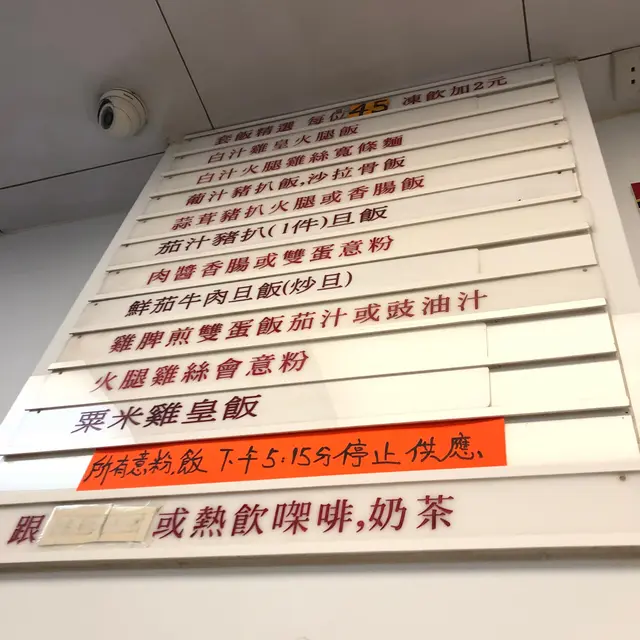 套飯精選 每位45 凍飲加2元
白汁雞皇火腿飯
白汁火腿雞絲寬條麵
葡汁豬扒飯,沙拉骨飯
蒜茸豬扒火腿或香腸飯
茄汁豬扒(1件)旦飯
肉醬香腸或雙蛋意粉
鮮茄牛肉旦飯(炒旦)
雞脾煎雙蛋飯茄汁或豉油汁
火腿雞絲會意粉
粟米雞皇飯
所有意粉,飯 下午5:15分停止供應、
跟 或熱飲㗎啡,奶茶